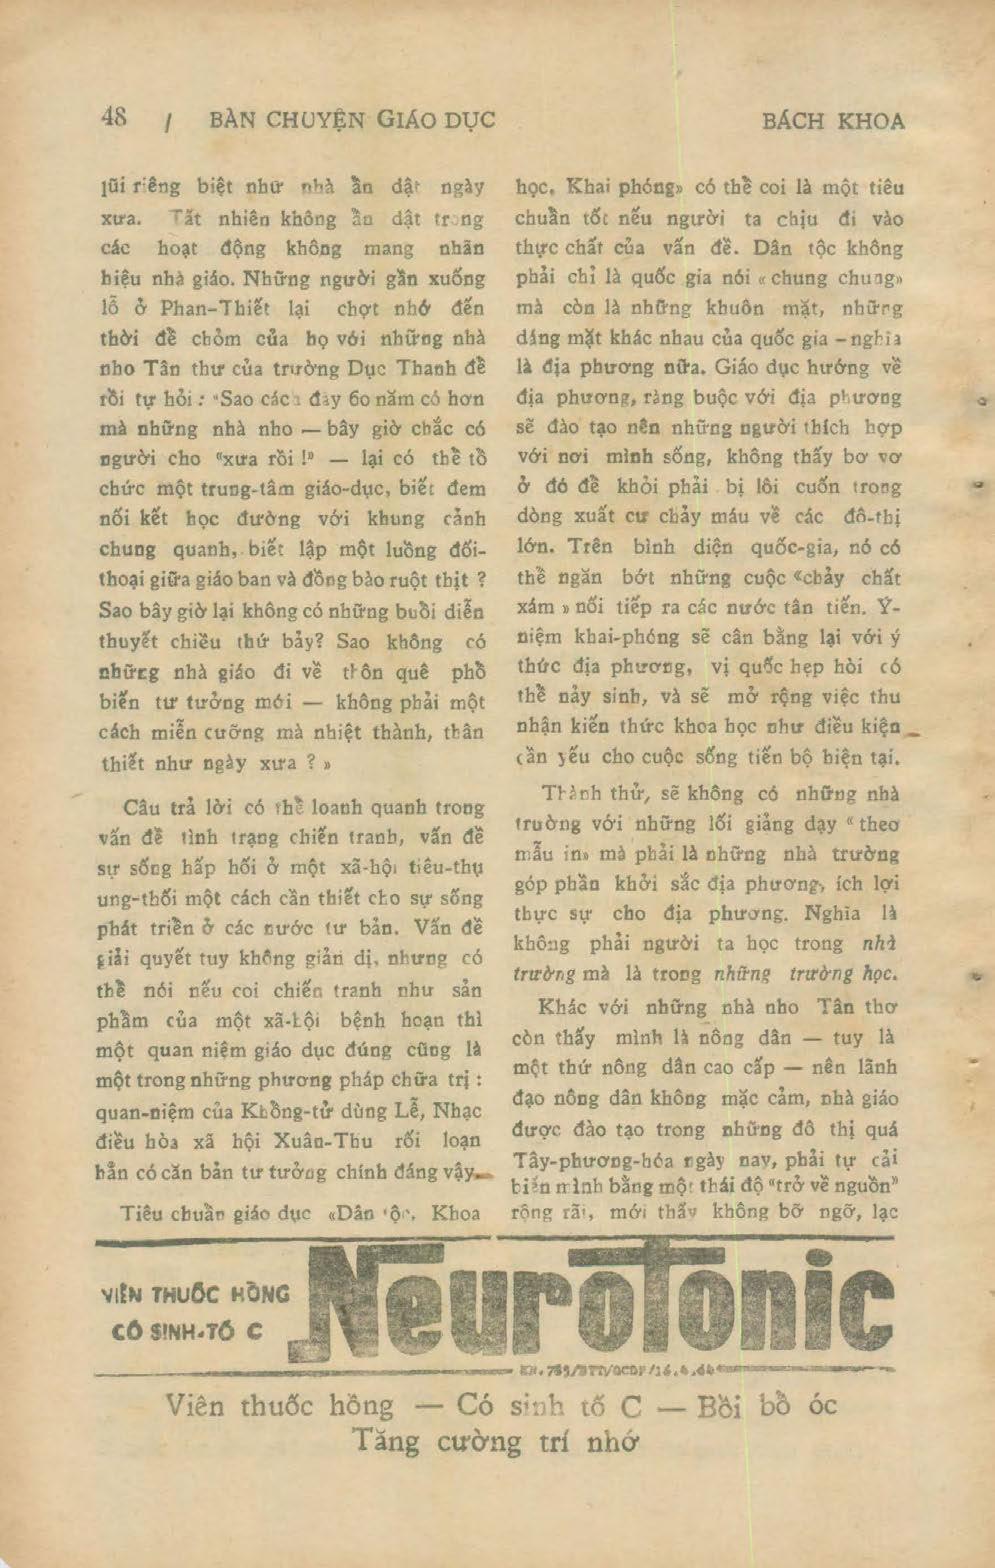 48 / BÀN CHUYỆN GIÁO DỤC BÁCH KHOA
lũi riêng biệt như nhà ẩn dật ngày
xưa. Tất nhiên không ẩn dật trong
các hoạt động không mang nhãn
hiệu nhà giáo. Những người gần xuống
lỗ ở Phan-Thiết lại chợt nhớ đến
thời để chỏm của họ với những nhà
nho Tân thư của trường Dục Thanh để
rồi tự hỏi : "Sao cách đây 60 năm có hơn
mà những nhà nho — bây giờ chắc có
người cho "xưa rồi !" — lại có thể tổ
chức một trung-tâm giáo-dục, biết đem
nối kết học đường với khung cảnh
chung quanh, biết lập một luồng đối-
thoại giữa giáo ban và đồng bào ruột thịt ?
Sao bây giờ lại không có những buổi diễn
thuyết chiều thứ bảy? Sao không có
những nhà giáo đi về thôn quê phổ
biến tư tưởng mới — không phải một
cách miễn cưỡng mà nhiệt thành, thân
thiết như ngày xưa ? »
Câu trả lời có thể loanh quanh trong
vấn đề tình trạng chiến tranh, vấn đề
sự sống hấp hối ở một xã-hội tiêu-thụ
ung-thối một cách cần thiết cho sự sống
phát triển ở các nước tư bản. Vấn đề
giải quyết tuy không giản dị, nhưng có
thể nói nếu coi chiến tranh như sản
phẩm của một xã-hội bệnh hoạn thì
một quan niệm giáo dục đúng cũng là
một trong những phương pháp chữa trị :
quan-niệm của Khổng-tử dùng Lễ, Nhạc
điều hòa xã hội Xuân-Thu rối loạn
hẳn có căn bản tư tưởng chính đáng vậy.
Tiêu chuẩn giáo dục «Dân tộc. Khoa
học. Khai phóng» có thể coi là một tiêu
chuẩn tốt nếu người ta chịu đi vào
thực chất của vấn đề. Dân tộc không
phải chỉ là quốc gia nói « chung chung»
mà còn là những khuôn mặt, những
dáng mặt khác nhau của quốc gia – nghĩa
là địa phương nữa. Giáo dục hướng về
địa phương, ràng buộc với địa phương
sẽ đào tạo nên những người thích hợp
với nơi mình sống, không thấy bơ vơ
ở đó để khỏi phải bị lôi cuốn trong
dòng xuất cư chảy máu về các đô-thị
lớn. Trên bình diện quốc-gia, nó có
thể ngăn bớt những cuộc «chảy chất
xám » nối tiếp ra các nước tân tiến. Ý-
niệm khai-phóng sẽ cân bằng lại với ý
thức địa phương, vị quốc hẹp hòi có
thể nảy sinh, và sẽ mở rộng việc thu
nhận kiến thức khoa học như điều kiện
cần yếu cho cuộc sống tiến bộ hiện tại.
Thành thử, sẽ không có những nhà
trường với những lối giảng dạy " theo
mẫu in» mà phải là những nhà trường
góp phần khởi sắc địa phương, ích lợi
thực sự cho địa phương. Nghĩa là
không phải người ta học trong nhà
trường mà là trong những trường học.
Khác với những nhà nho Tân thơ
còn thấy mình là nông dân — tuy là
một thứ nông dân cao cấp — nên lãnh
đạo nông dân không mặc cảm, nhà giáo
được đào tạo trong những đô thị quá
Tây-phương-hóa ngày nay, phải tự cải
biến mình bằng một thái độ "trở về nguồn"
rộng rãi, mới thấy không bỡ ngỡ, lạc
VIÊN THUỐC HỒNG
CÓ SINH-TỐ C
NeuroTonic
Viên thuốc hồng — Có sinh tố C — Bồi bổ óc
Tăng cường trí nhớ